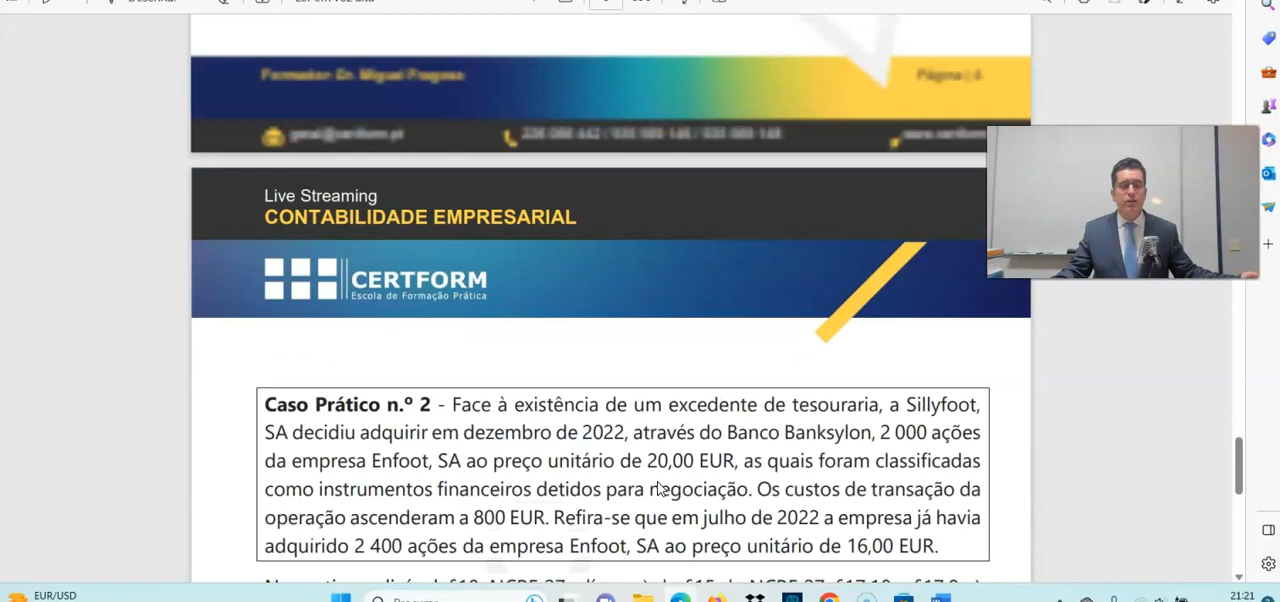 Live Streaming
CONTABILIDADE EMPRESARIAL
CERTFORM
Escola de Formação Prática
Caso Prático n.º 2 - Face à existência de um excedente de tesouraria, a Sillyfoot,
SA decidiu adquirir em dezembro de 2022, através do Banco Banksylon, 2 000 ações
da empresa Enfoot, SA ao preço unitário de 20,00 EUR, as quais foram classificadas
como instrumentos financeiros detidos para negociação. Os custos de transação da
operação ascenderam a 800 EUR. Refira-se que em julho de 2022 a empresa já havia
adquirido 2 400 ações da empresa Enfoot, SA ao preço unitário de 16,00 EUR.
EUR/USD
21:21